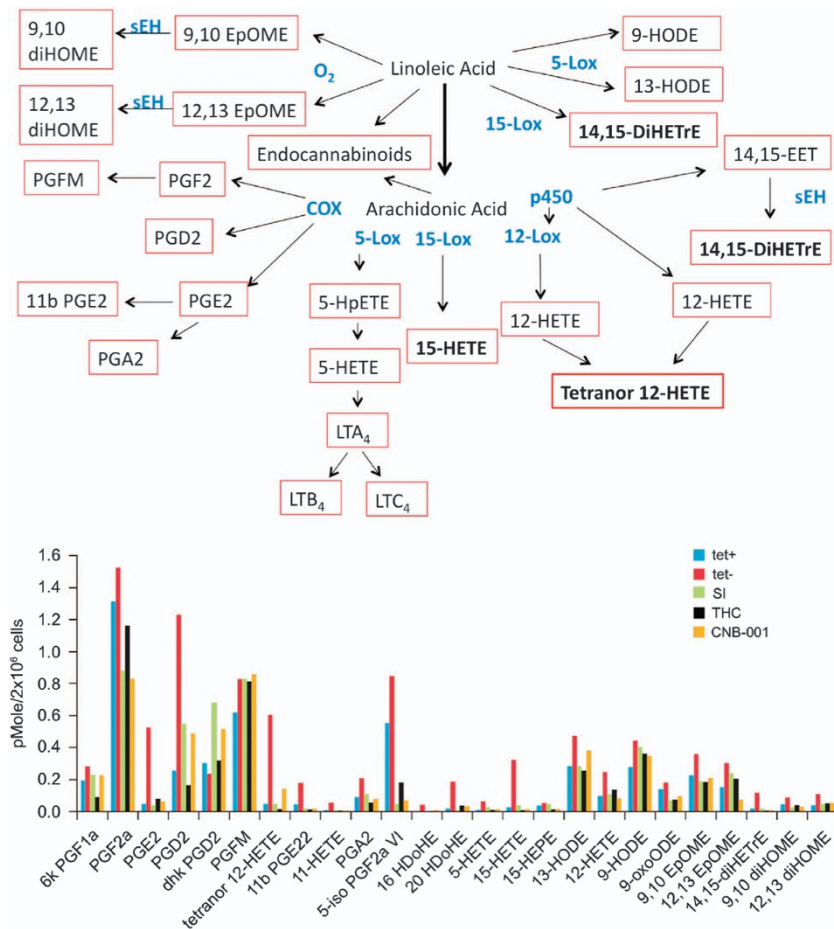 9,10
diHOME
sEH
9,10 EpOME
O₂
Linoleic Acid
9-HODE
5-Lox
13-HODE
12,13
diHOME
sEH
12,13 EpOME
15-Lox
14,15-DiHETrE
Endocannabinoids
14,15-EET
PGFM
PGF2
COX
Arachidonic Acid
p450
sEH
PGD2
5-Lox
15-Lox
12-Lox
14,15-DiHETrE
11b PGE2
PGE2
5-HpETE
12-HETE
12-HETE
PGA2
15-HETE
5-HETE
Tetranor 12-HETE
LTA₄
LTB₄
LTC₄
pMole/2x10⁶ cells
1.6
1.4
1.2
1.0
0.8
0.6
0.4
0.2
0.0
tet+
tet-
SI
THC
CNB-001
6k PGF1a
PGF2a
PGE2
PGD2
dhk PGD2
PGFM
tetranor 12-HETE
11b PGE22
11-HETE
PGA2
5-iso PGF2a VI
16 HDoHE
20 HDoHE
5-HETE
15-HETE
15-HEPE
13-HODE
12-HETE
9-HODE
9-oxoODE
9,10 EpOME
12,13 EpOME
14,15-diHETrE
9,10 diHOME
12,13 diHOME